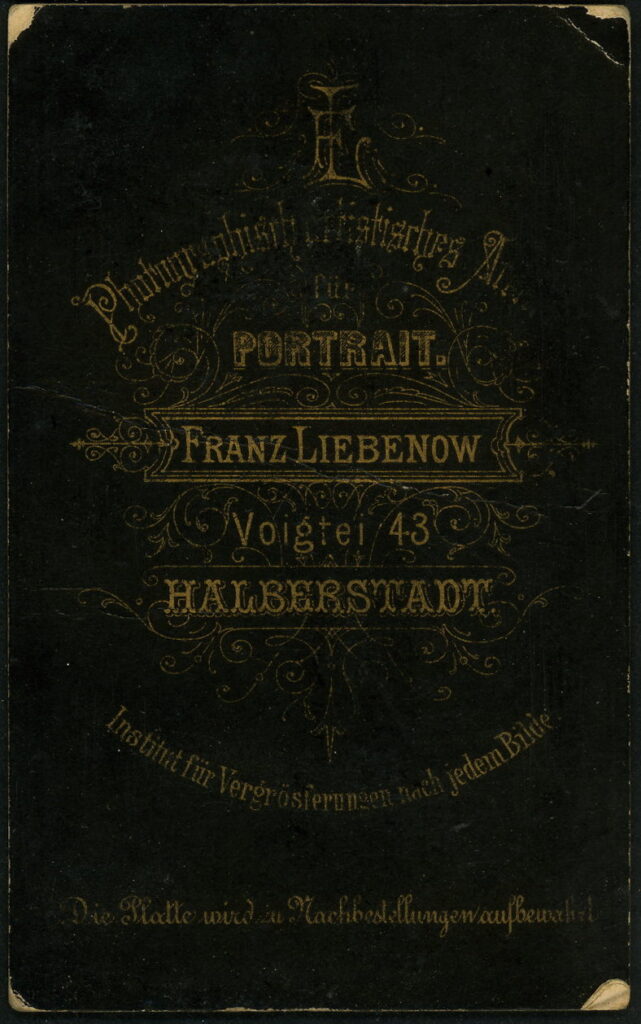 FL
Photographisch artistisches
für
PORTRAIT.
FRANZ LIEBENOW
Voigtei 43
HALBERSTADT.
Institut für Vergrösserungen nach jedem Bilde
Die Platte wird zu Nachbestellungen aufbewahrt